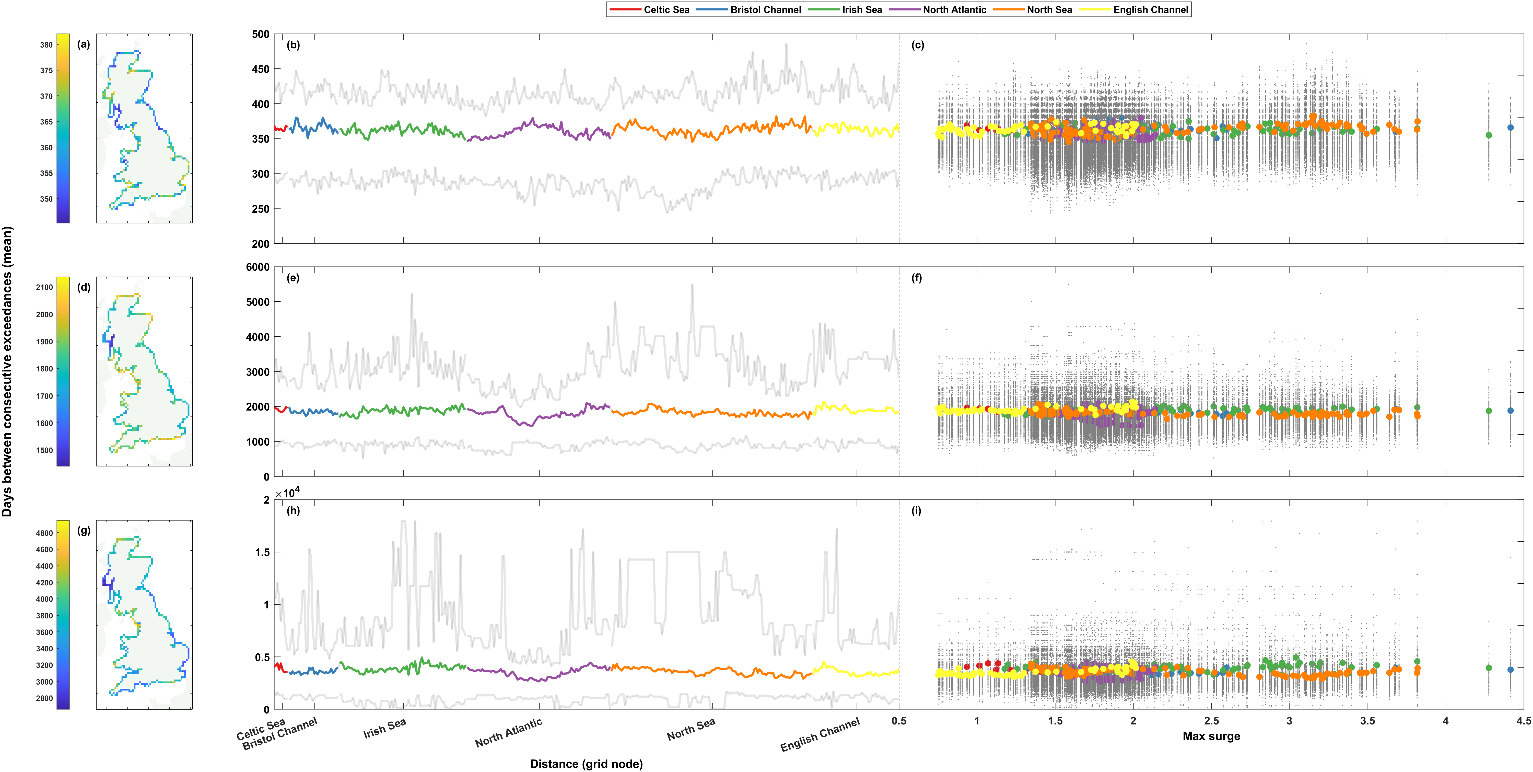 Celtic Sea Bristol Channel Irish Sea North Atlantic North Sea English Channel
Days between consecutive exceedances (mean)
(a)
380
375
370
365
360
355
350
(b)
500
450
400
350
300
250
200
(c)
(d)
2100
2000
1900
1800
1700
1600
1500
(e)
6000
5000
4000
3000
2000
1000
0
(f)
(g)
4800
4600
4400
4200
4000
3800
3600
3400
3200
3000
2800
(h)
×10⁴
2
1.5
1
0.5
0
(i)
Celtic Sea
Bristol Channel
Irish Sea
North Atlantic
North Sea
English Channel
Distance (grid node)
0.5 1 1.5 2 2.5 3 3.5 4 4.5
Max surge